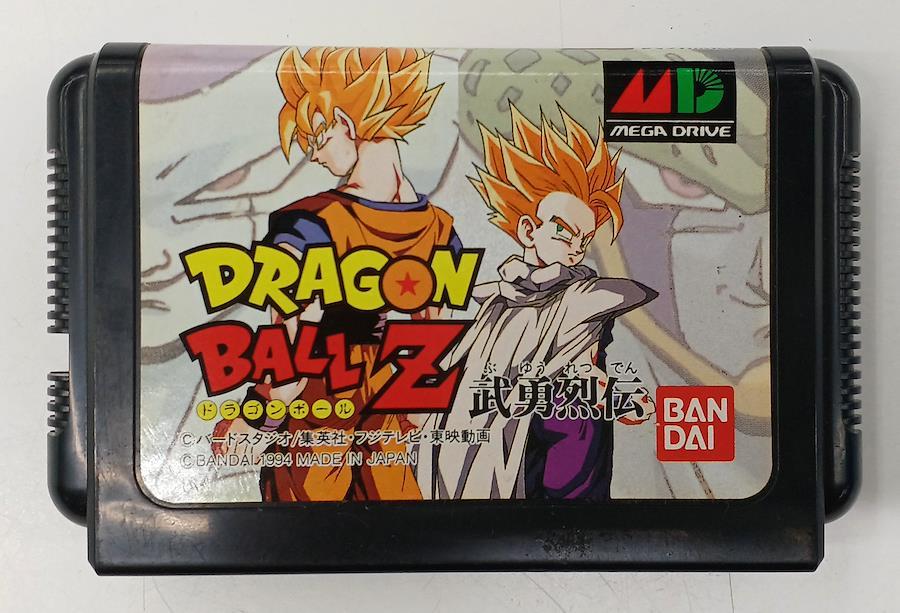 MD
MEGA DRIVE
DRAGON
BALL Z
ドラゴンボール
ぶ ゆう れつ でん
武勇烈伝
BAN
DAI
©バードスタジオ/集英社・フジテレビ・東映動画
©BANDAI 1994 MADE IN JAPAN